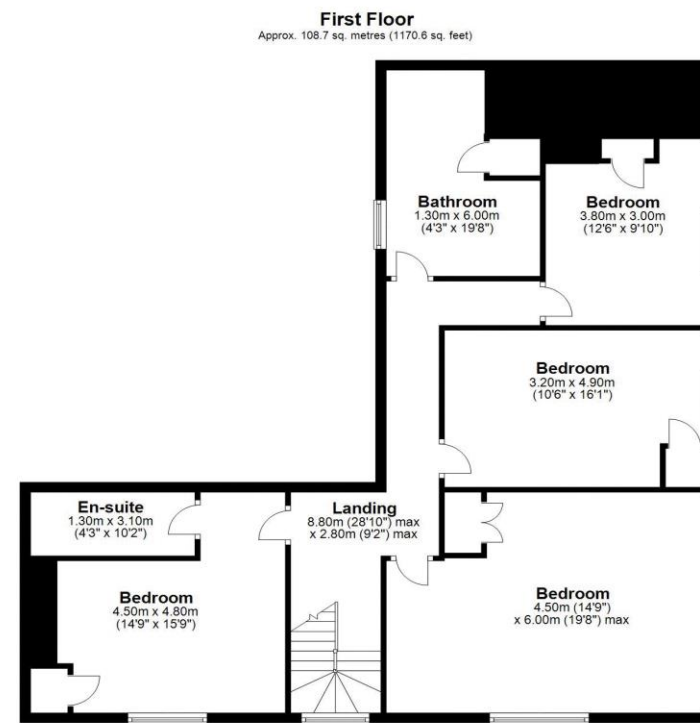 First Floor
Approx. 108.7 sq. metres (1170.6 sq. feet)
Bathroom
1.30m x 6.00m
(4'3" x 19'8")
Bedroom
3.80m x 3.00m
(12'6" x 9'10")
Bedroom
3.20m x 4.90m
(10'6" x 16'1")
En-suite
1.30m x 3.10m
(4'3" x 10'2")
Landing
8.80m (28'10") max
x 2.80m (9'2") max
Bedroom
4.50m x 4.80m
(14'9" x 15'9")
Bedroom
4.50m (14'9")
x 6.00m (19'8") max